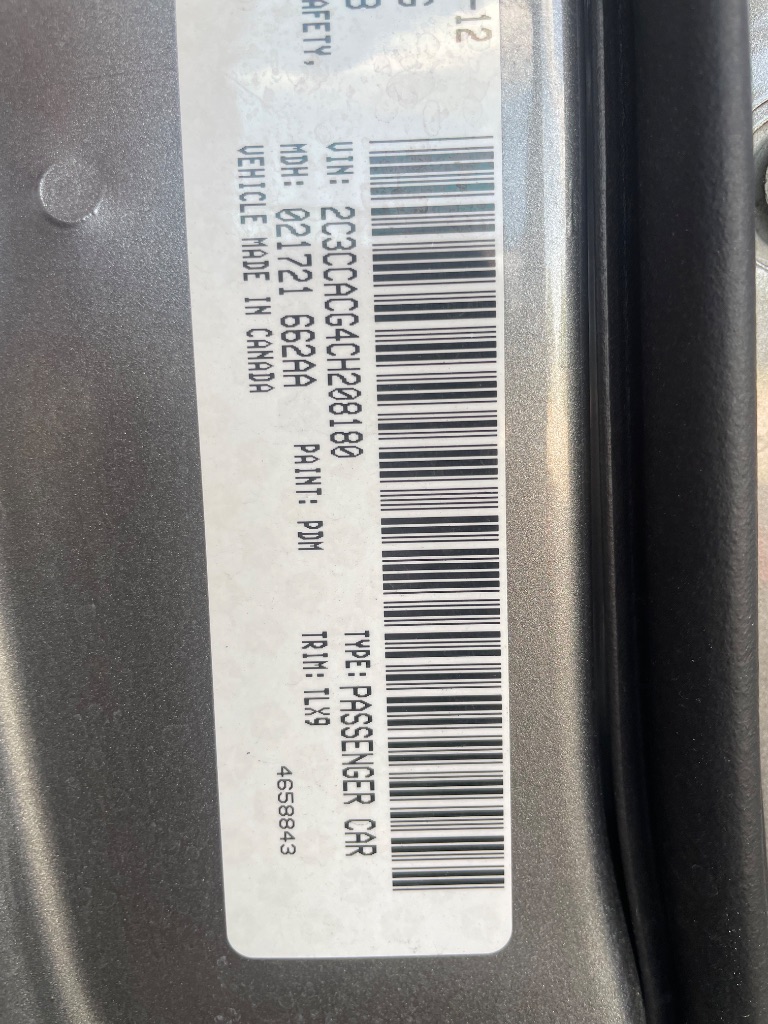 -12
AFETY,
VIN: 2C3CCACG4CH208180 TYPE: PASSENGER CAR
MDH: 021721 662AA PAINT: PDM TRIM: TLX9
VEHICLE MADE IN CANADA 4658843